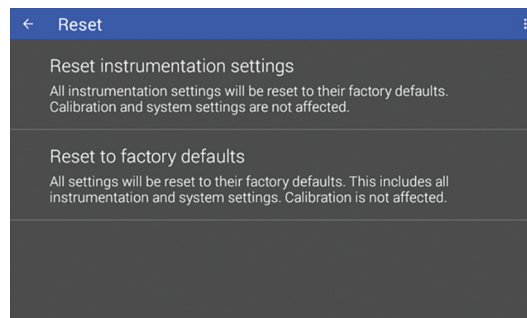 Reset
Reset instrumentation settings
All instrumentation settings will be reset to their factory defaults.
Calibration and system settings are not affected.
Reset to factory defaults
All settings will be reset to their factory defaults. This includes all
instrumentation and system settings. Calibration is not affected.